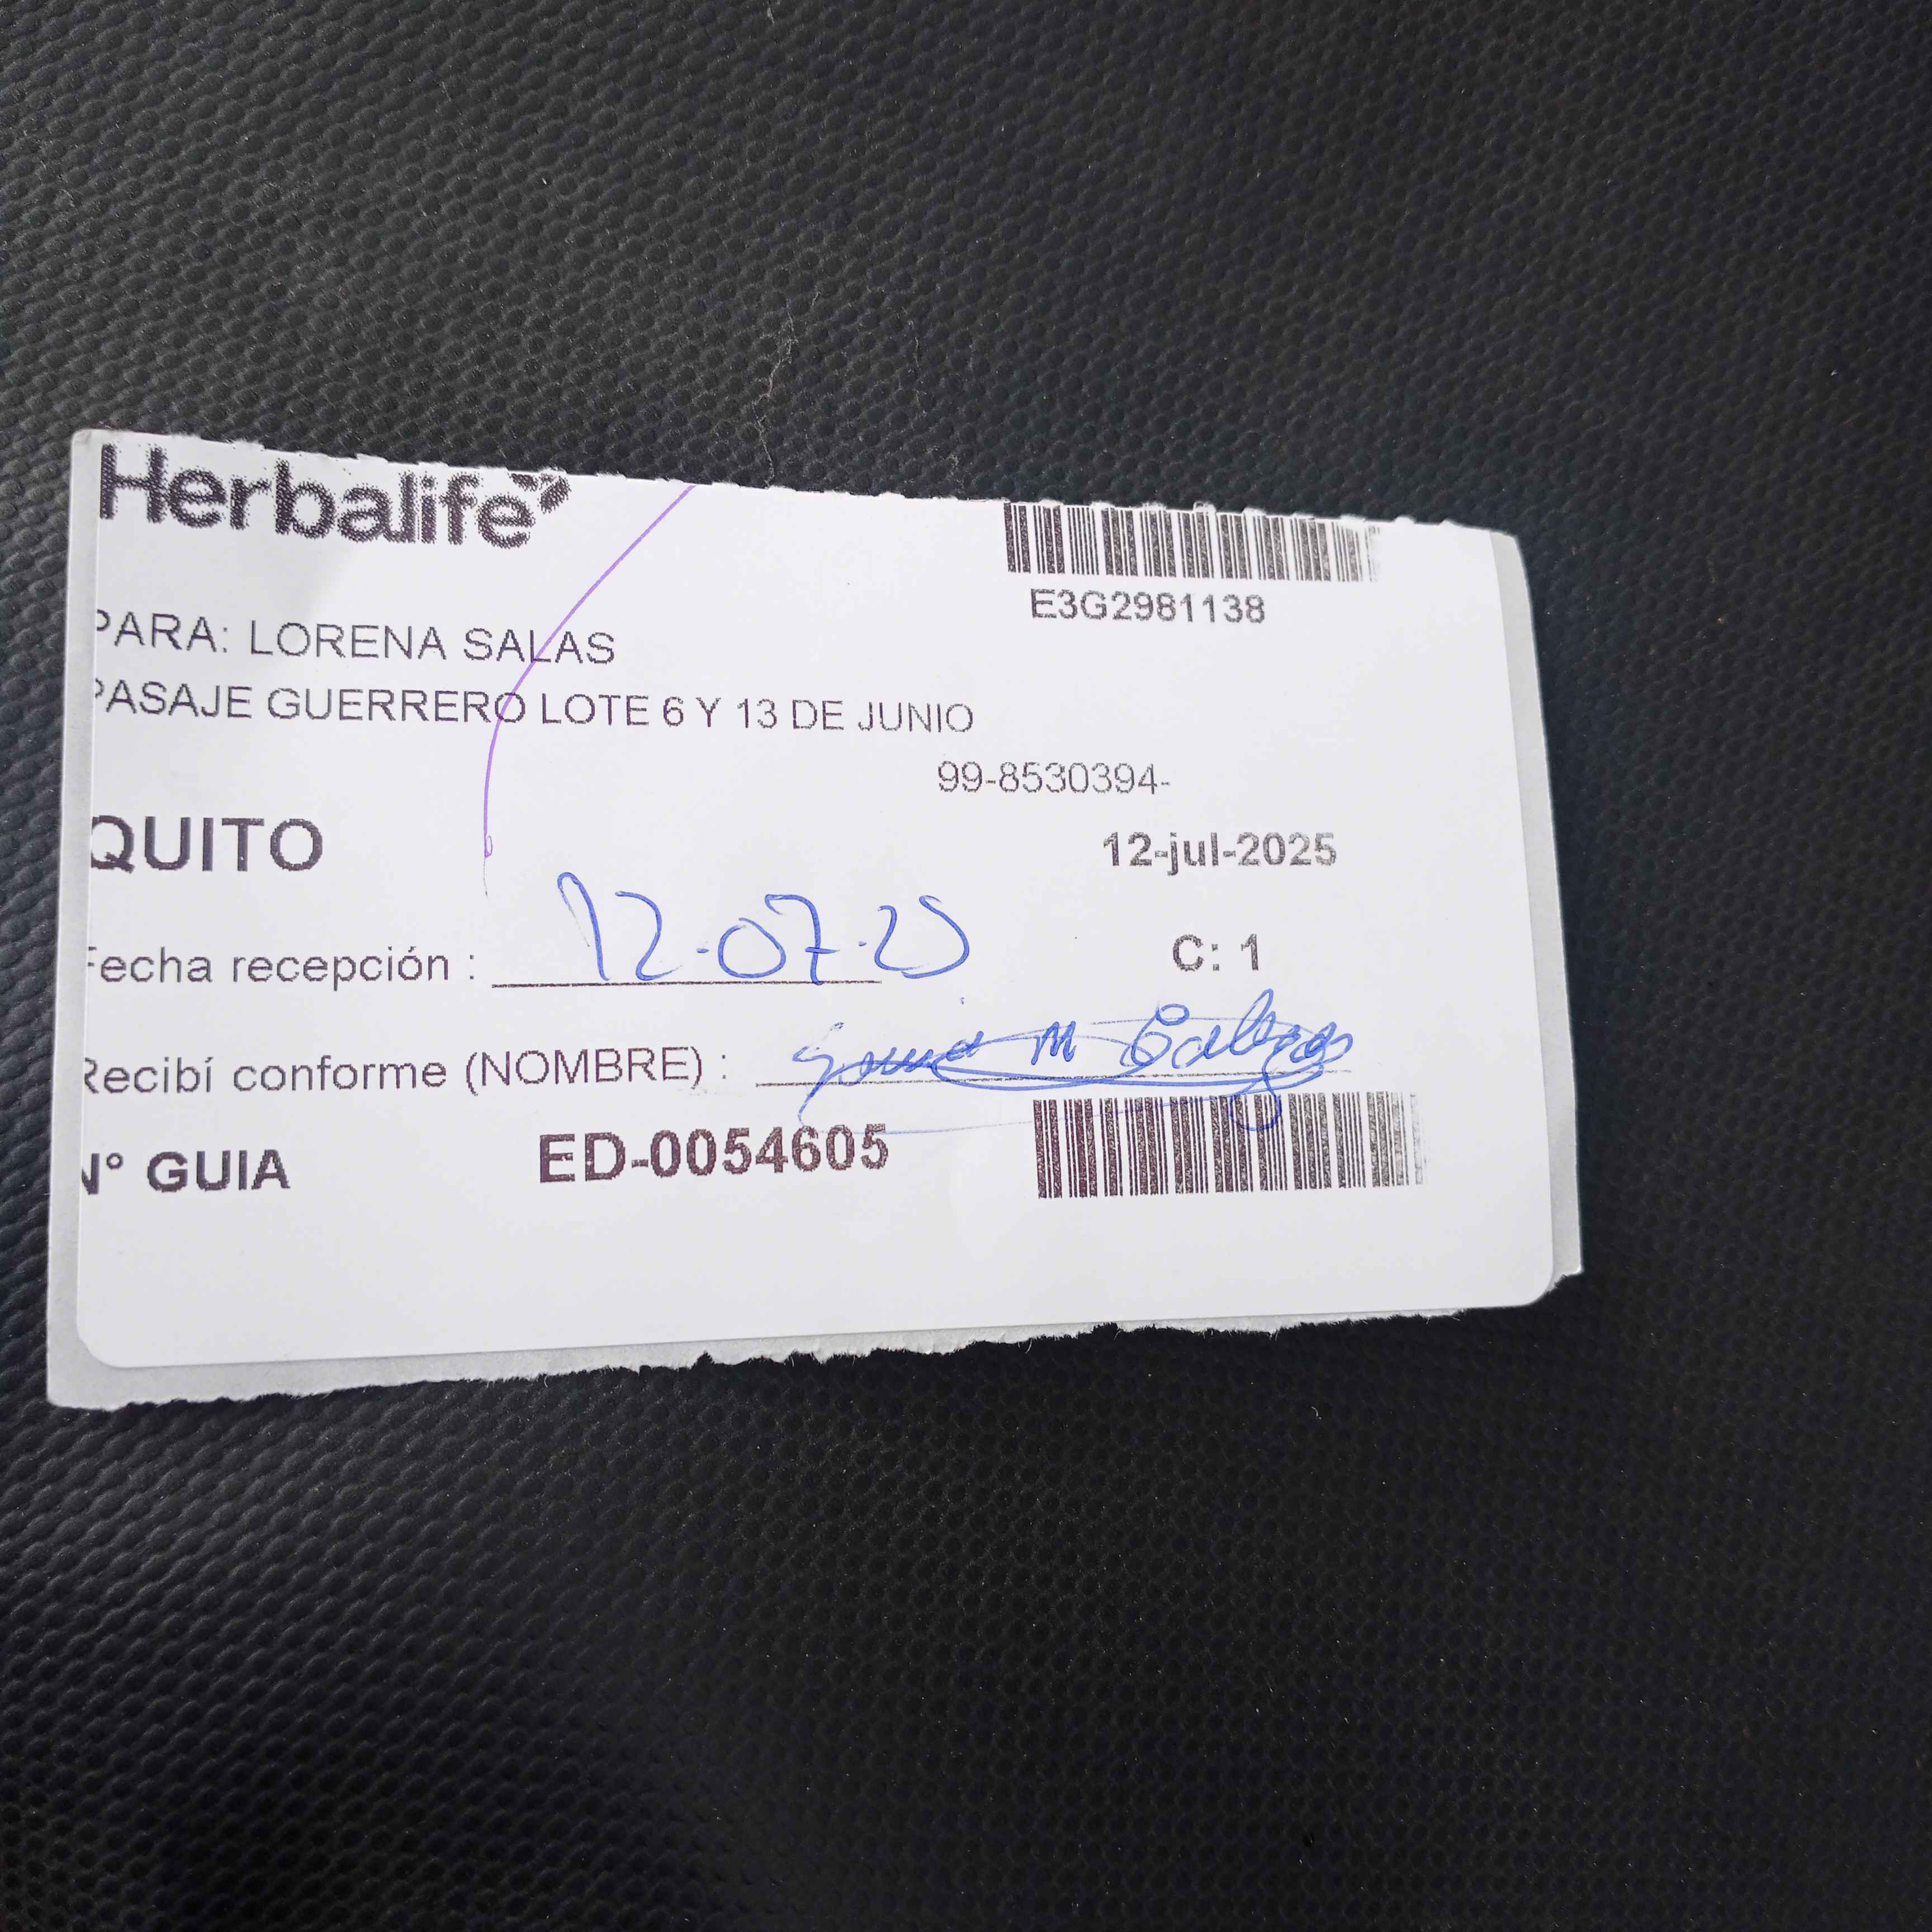 Herbalife
E3G2981138
PARA: LORENA SALAS
PASAJE GUERRERO LOTE 6 Y 13 DE JUNIO
99-8530394-
QUITO 12-jul-2025
Fecha recepción : 12-07-25 C: 1
Recibí conforme (NOMBRE) : M
N° GUIA ED-0054605